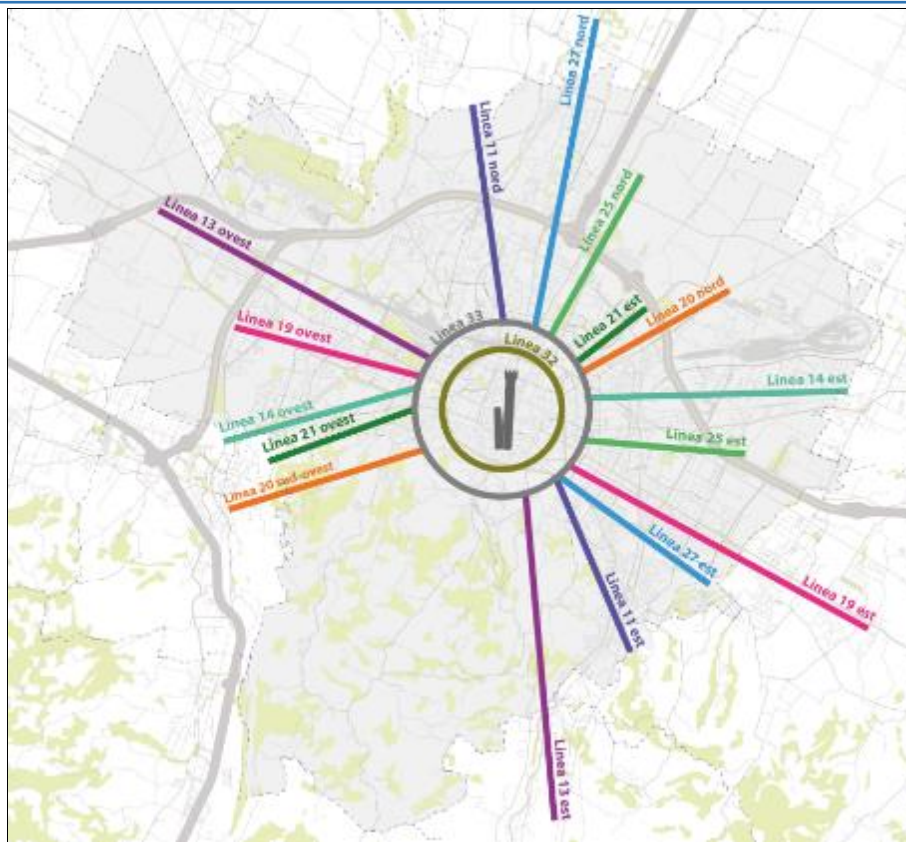 Linea 27 nord
Linea 11 nord
Linea 25 nord
Linea 13 ovest
Linea 21 est
Linea 20 nord
Linea 33
Linea 32
Linea 19 ovest
Linea 14 est
Linea 14 ovest
Linea 21 ovest
Linea 25 est
Linea 20 sud-ovest
Linea 27 est
Linea 19 est
Linea 11 est
Linea 13 est